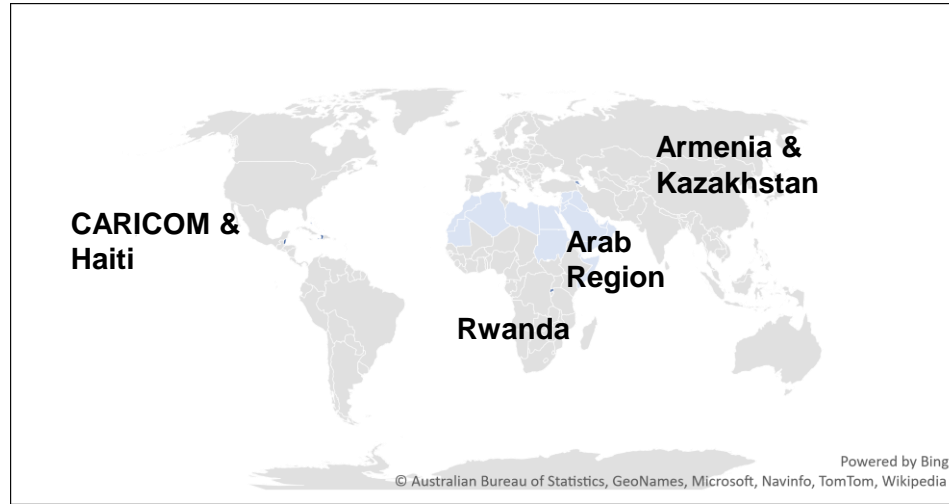 Armenia &
Kazakhstan
CARICOM &
Haiti
Arab
Region
Rwanda
Powered by Bing
© Australian Bureau of Statistics, GeoNames, Microsoft, Navinfo, TomTom, Wikipedia